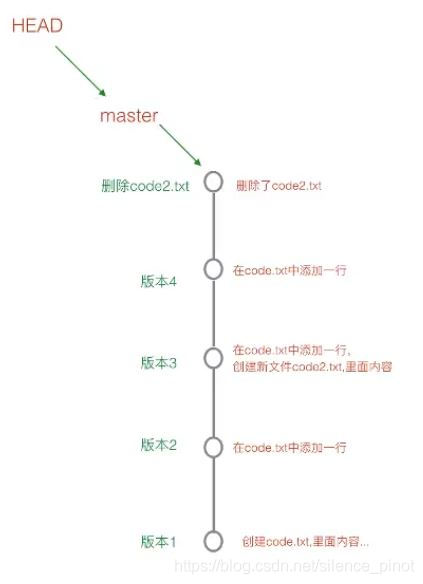 HEAD
master
删除code2.txt
删除了code2.txt
版本4
在code.txt中添加一行
版本3
在code.txt中添加一行,
创建新文件code2.txt,里面内容
版本2
在code.txt中添加一行
版本1
创建code.txt,里面内容...
https://blog.csdn.net/silence_pinot